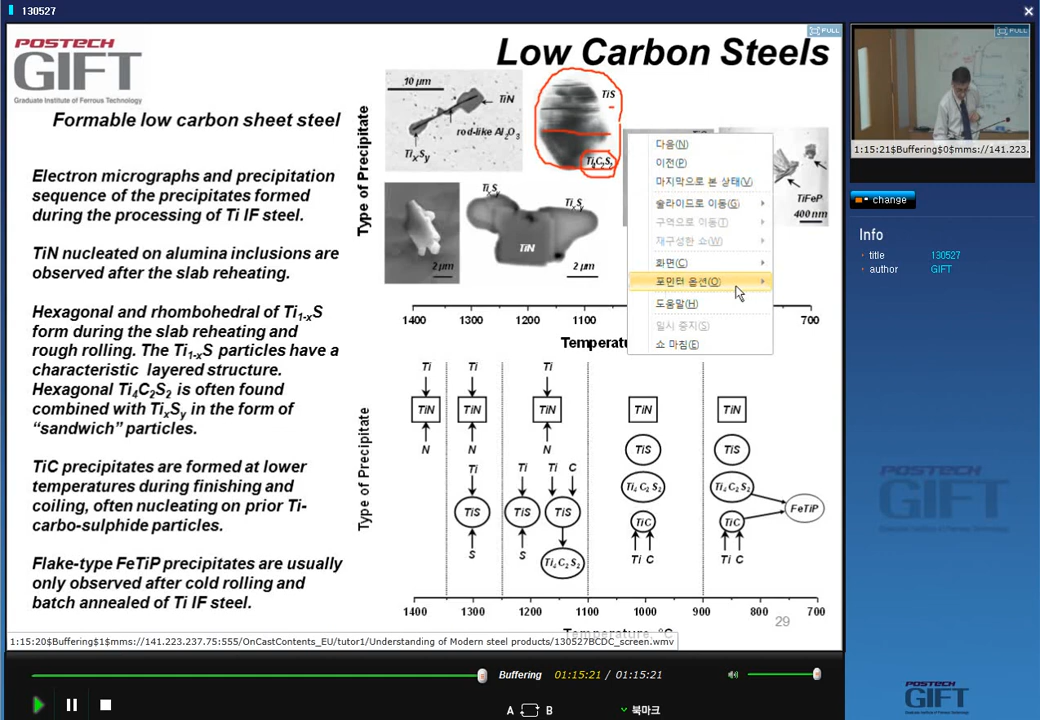 130527
FULL
FULL
POSTECH
GIFT
Graduate Institute of Ferrous Technology
Low Carbon Steels
Formable low carbon sheet steel
Electron micrographs and precipitation
sequence of the precipitates formed
during the processing of Ti IF steel.
TiN nucleated on alumina inclusions are
observed after the slab reheating.
Hexagonal and rhombohedral of Ti1-xS
form during the slab reheating and
rough rolling. The Ti1-xS particles have a
characteristic layered structure.
Hexagonal Ti4C2S2 is often found
combined with TixSy in the form of
“sandwich” particles.
TiC precipitates are formed at lower
temperatures during finishing and
coiling, often nucleating on prior Ti-
carbo-sulphide particles.
Flake-type FeTiP precipitates are usually
only observed after cold rolling and
batch annealed of Ti IF steel.
Type of Precipitate
10 μm
TiN
rod-like Al2O3
TixSy
TiS
Ti4C2S2
TiFeP
400 nm
2 μm
TixSy
TixSy
TiN
2 μm
1400 1300 1200 1100 700
Temperatu
다음(N)
이전(P)
마지막으로 본 상태(V)
슬라이드로 이동(G)
구역으로 이동(T)
재구성한 쇼(W)
화면(C)
포인터 옵션(O)
도움말(H)
일시 중지(S)
쇼 마침(E)
Type of Precipitate
Ti Ti Ti
TiN TiN TiN TiN TiN
N N N
TiS TiS
Ti Ti Ti C
Ti4C2S2 Ti4C2S2
TiS TiS TiS TiC TiC FeTiP
S S Ti C Ti C
Ti4C2S2
1400 1300 1200 1100 1000 900 800 700
Temperature, °C
29
1:15:20$Buffering$1$mms://141.223.237.75:555/OnCastContents_EU/tutor1/Understanding of Modern steel products/130527BCDC_screen.wmv
1:15:21$Buffering$0$mms://141.223.
change
Info
title 130527
author GIFT
POSTECH
GIFT
Buffering 01:15:21 / 01:15:21
A B 북마크
POSTECH
GIFT